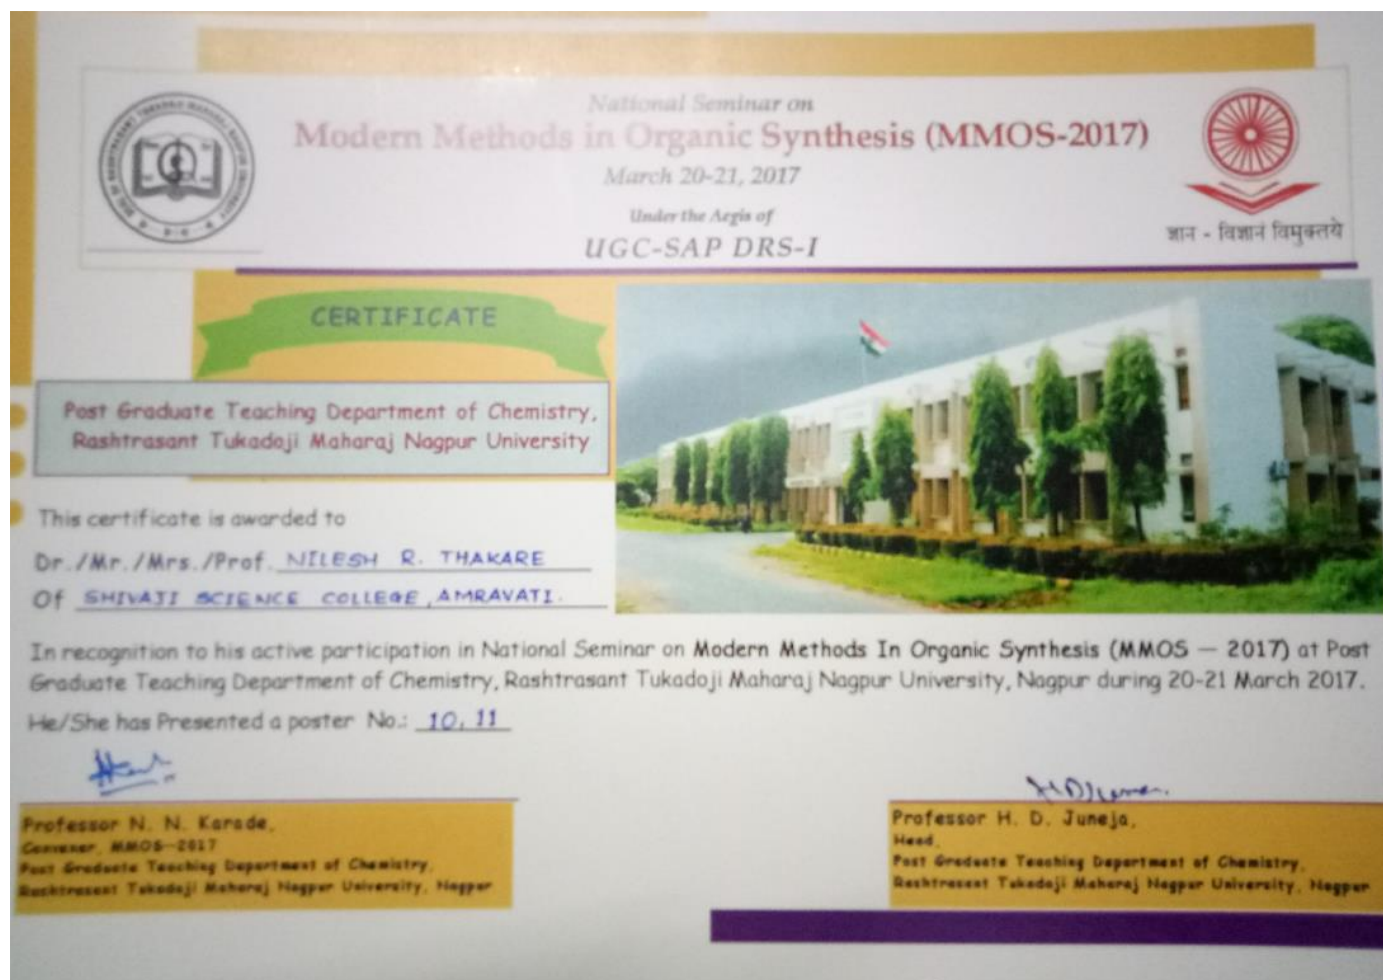 National Seminar on
Modern Methods in Organic Synthesis (MMOS-2017)
March 20-21, 2017
Under the Aegis of
UGC-SAP DRS-I
ज्ञान - विज्ञानं विमुक्तये
CERTIFICATE
Post Graduate Teaching Department of Chemistry,
Rashtrasant Tukadoji Maharaj Nagpur University
This certificate is awarded to
Dr./Mr./Mrs./Prof. NILESH R. THAKARE
Of SHIVAJI SCIENCE COLLEGE, AMRAVATI.
In recognition to his active participation in National Seminar on Modern Methods In Organic Synthesis (MMOS — 2017) at Post
Graduate Teaching Department of Chemistry, Rashtrasant Tukadoji Maharaj Nagpur University, Nagpur during 20-21 March 2017.
He/She has Presented a poster No.: 10, 11
Professor N. N. Karade,
Convener, MMOS-2017
Post Graduate Teaching Department of Chemistry,
Rashtrasant Tukadoji Maharaj Nagpur University, Nagpur
Professor H. D. Juneja,
Head,
Post Graduate Teaching Department of Chemistry,
Rashtrasant Tukadoji Maharaj Nagpur University, Nagpur